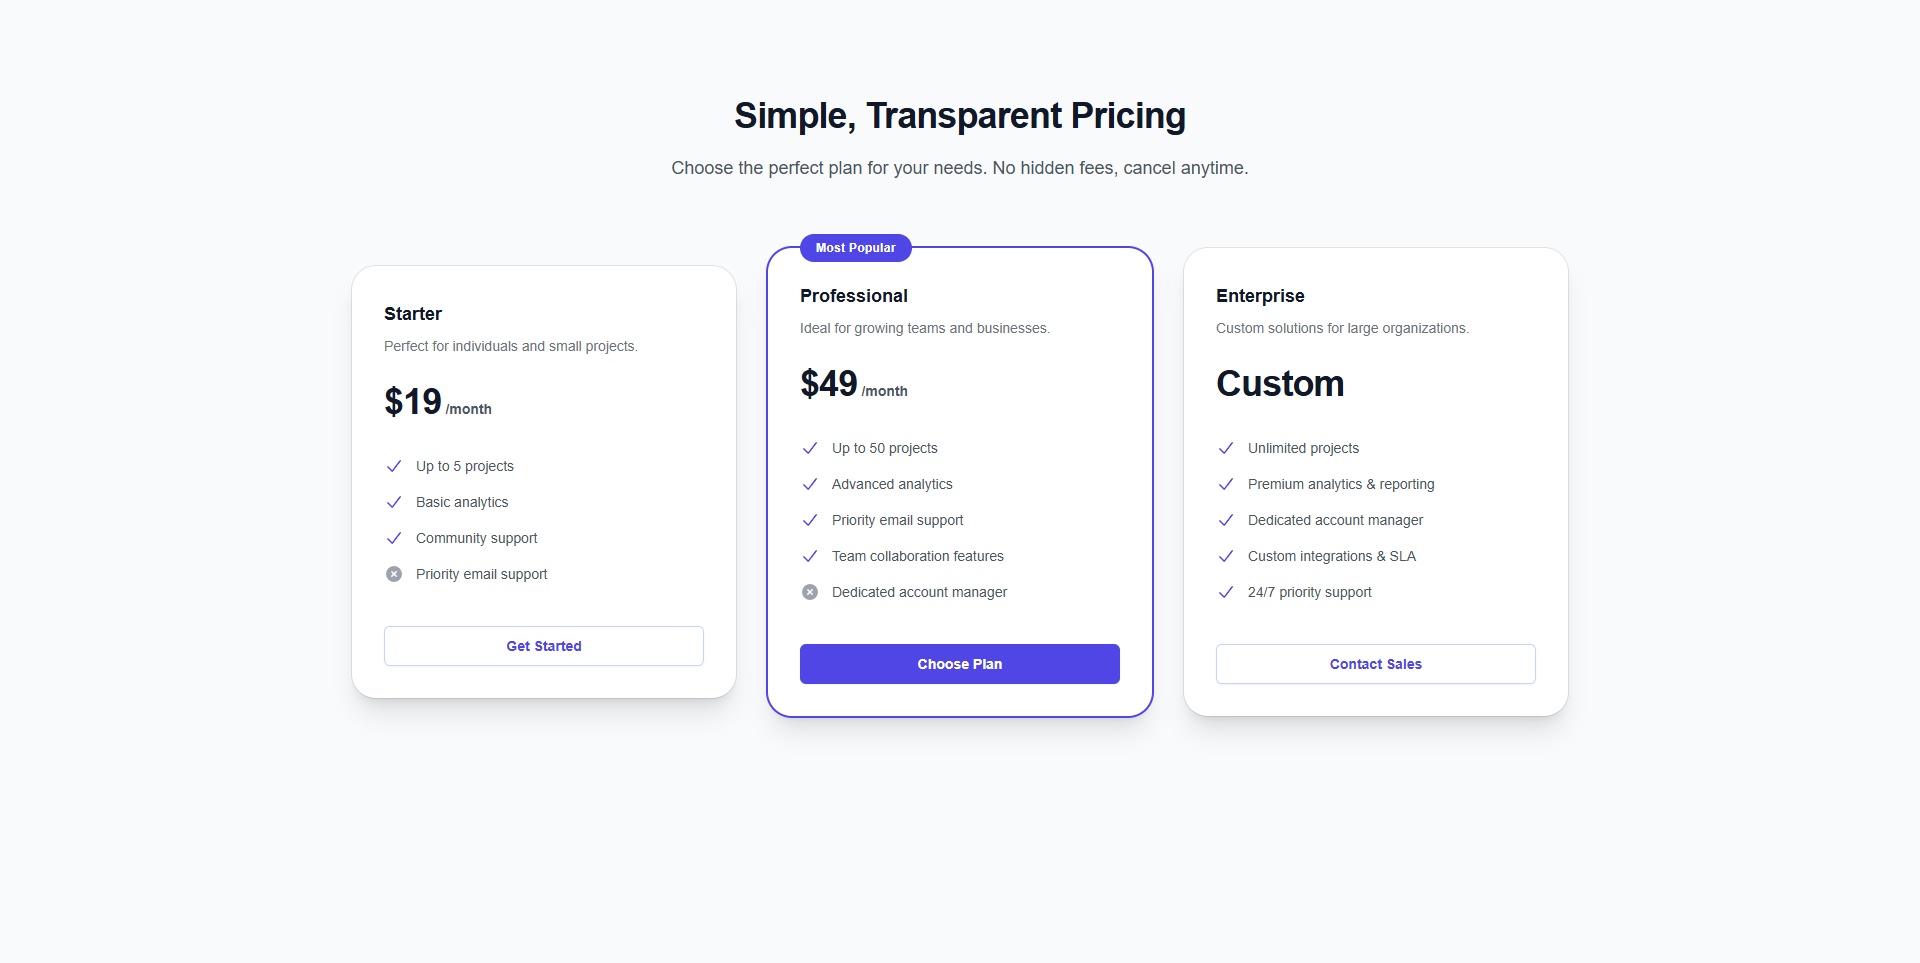 Simple, Transparent Pricing
Choose the perfect plan for your needs. No hidden fees, cancel anytime.
Starter
Perfect for individuals and small projects.
$19 /month
Up to 5 projects
Basic analytics
Community support
Priority email support
Get Started
Most Popular
Professional
Ideal for growing teams and businesses.
$49 /month
Up to 50 projects
Advanced analytics
Priority email support
Team collaboration features
Dedicated account manager
Choose Plan
Enterprise
Custom solutions for large organizations.
Custom
Unlimited projects
Premium analytics & reporting
Dedicated account manager
Custom integrations & SLA
24/7 priority support
Contact Sales